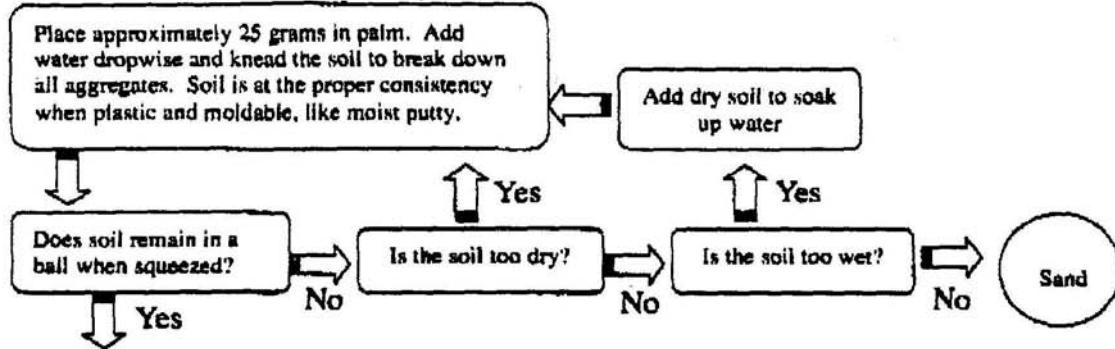 Place approximately 25 grams in palm. Add
water dropwise and knead the soil to break down
all aggregates. Soil is at the proper consistency
when plastic and moldable, like moist putty.
Add dry soil to soak
up water
Yes
Yes
Does soil remain in a
ball when squeezed?
Is the soil too dry?
Is the soil too wet?
Sand
No
No
No
Yes